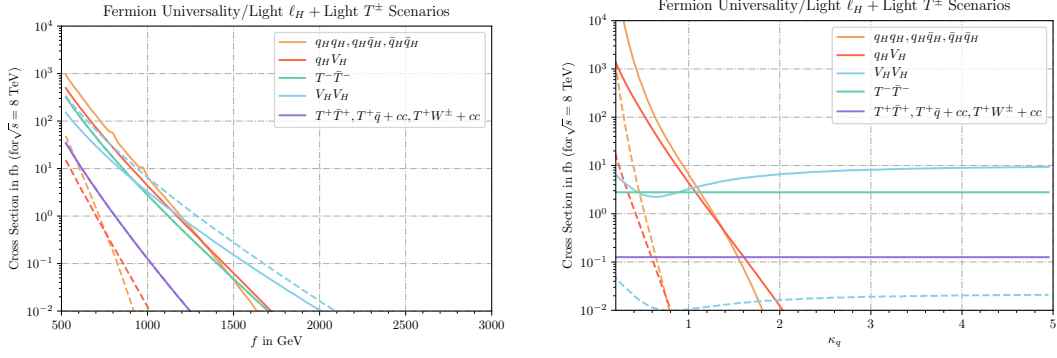 Fermion Universality/Light ℓ_H + Light T^± Scenarios
Cross Section in fb (for√s = 8 TeV)
10^4
10^3
10^2
10^1
10^0
10^−1
10^−2
q_H q_H, q_H q̄_H, q̄_H q̄_H
q_H V_H
T^− T̄^−
V_H V_H
T^+ T̄^+, T^+ q̄ + cc, T^+ W^± + cc
500 1000 1500 2000 2500 3000
f in GeV
Fermion Universality/Light ℓ_H + Light T^± Scenarios
Cross Section in fb (for√s = 8 TeV)
10^4
10^3
10^2
10^1
10^0
10^−1
10^−2
q_H q_H, q_H q̄_H, q̄_H q̄_H
q_H V_H
V_H V_H
T^− T̄^−
T^+ T̄^+, T^+ q̄ + cc, T^+ W^± + cc
1 2 3 4 5
κ_q